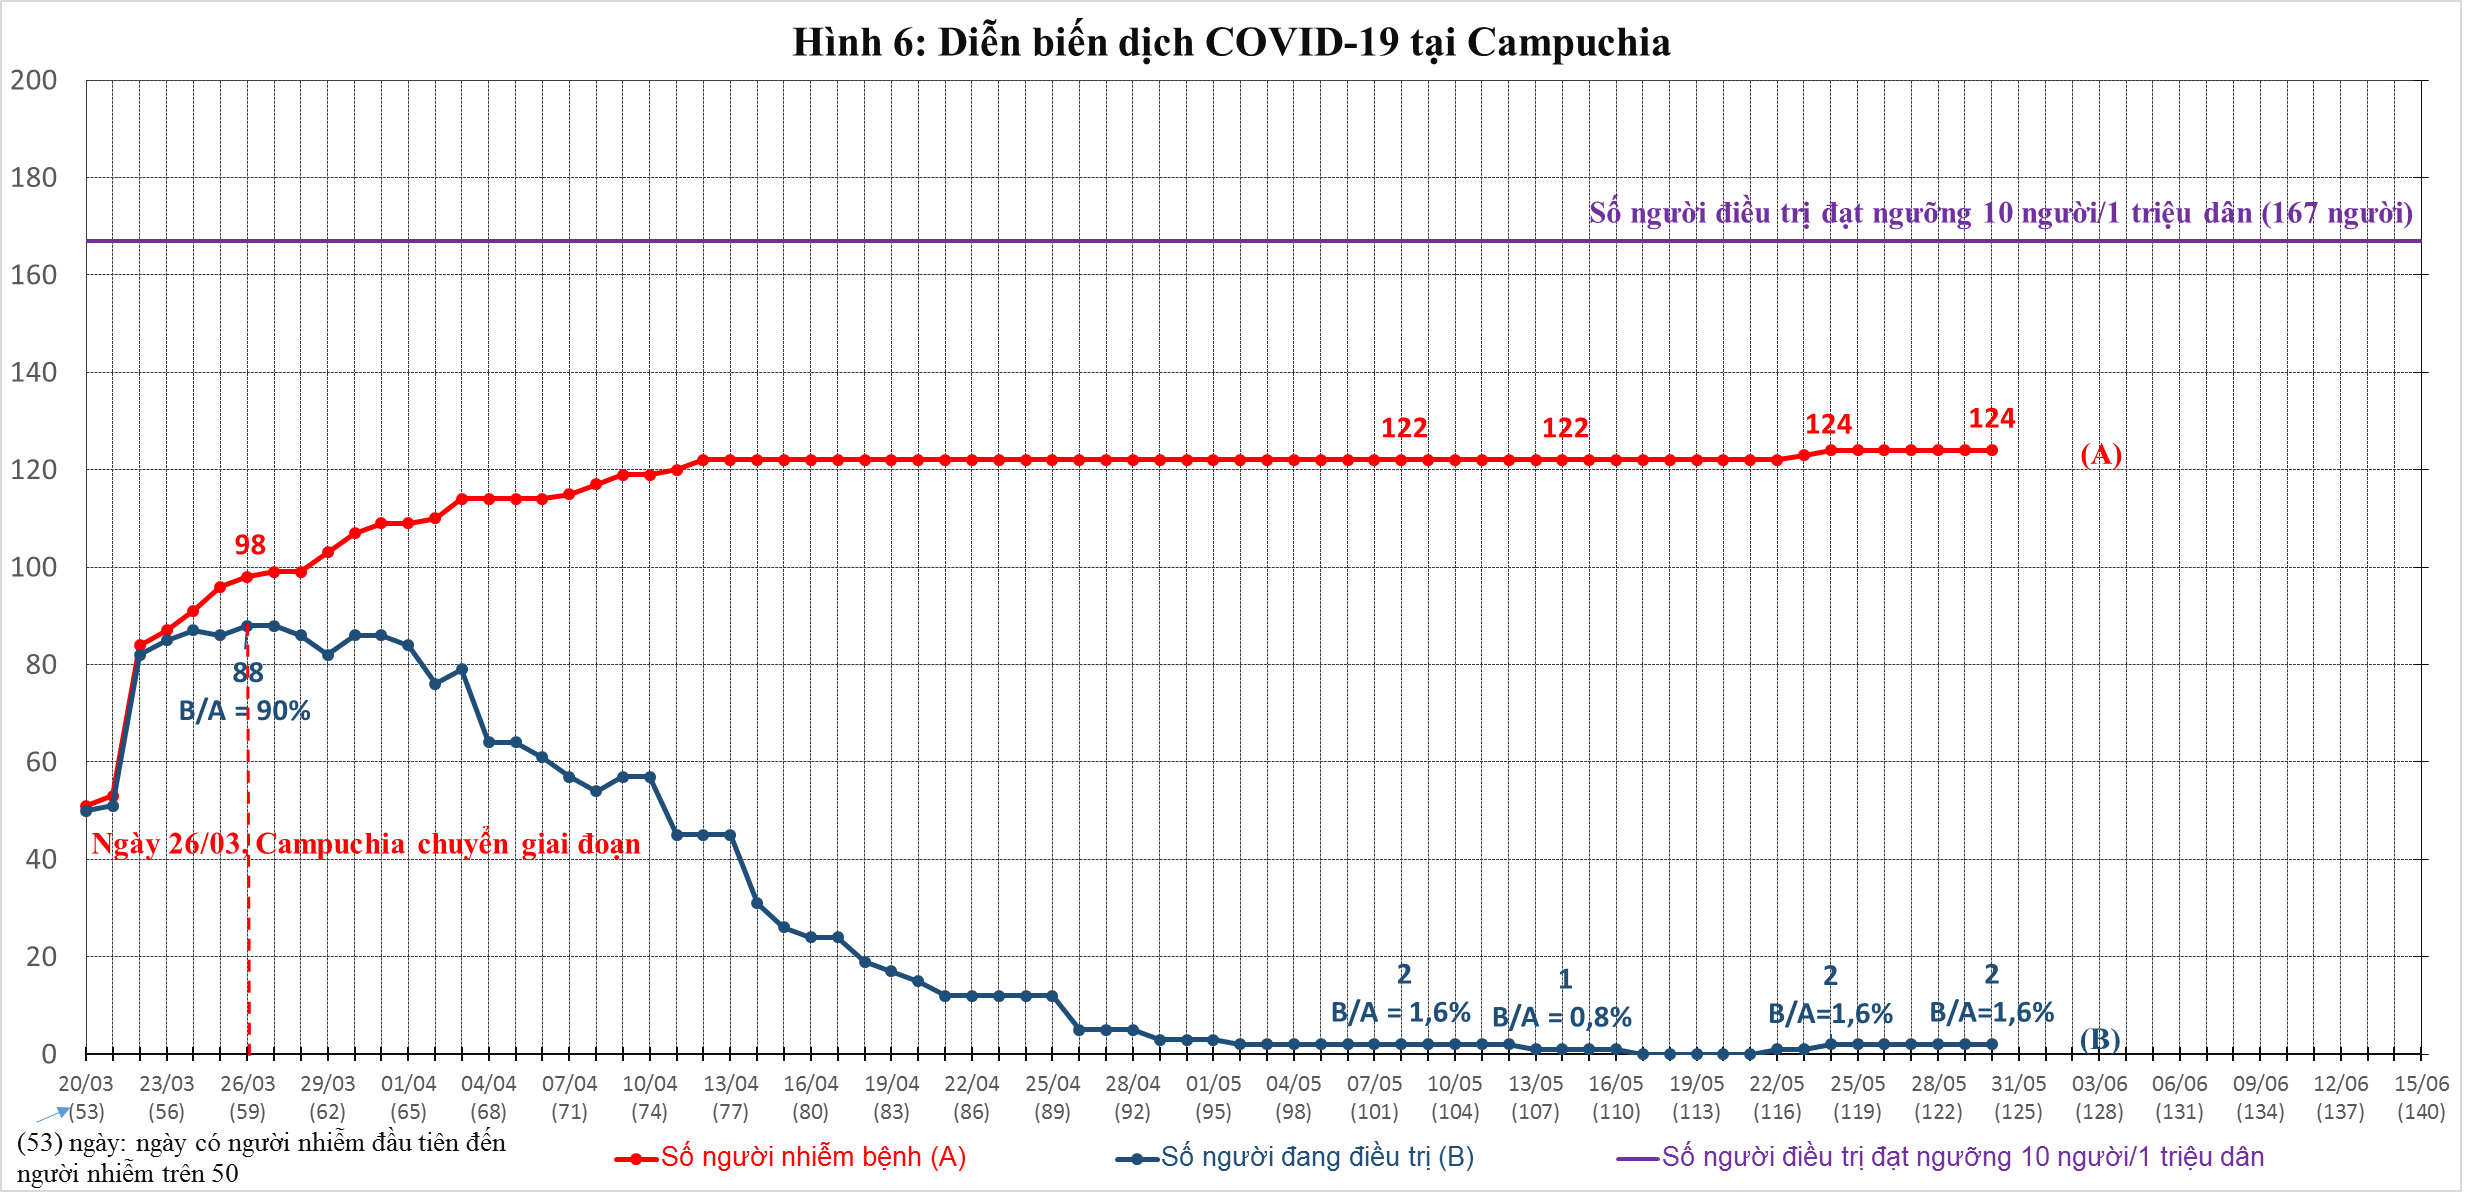 Hình 6: Diễn biến dịch COVID-19 tại Campuchia
200
180
160
140
120
100
80
60
40
20
0
Số người điều trị đạt ngưỡng 10 người/1 triệu dân (167 người)
122
122
124
124
(A)
98
88
B/A = 90%
Ngày 26/03, Campuchia chuyển giai đoạn
2
B/A = 1,6%
1
B/A = 0,8%
2
B/A=1,6%
2
B/A=1,6%
(B)
20/03 23/03 26/03 29/03 01/04 04/04 07/04 10/04 13/04 16/04 19/04 22/04 25/04 28/04 01/05 04/05 07/05 10/05 13/05 16/05 19/05 22/05 25/05 28/05 31/05 03/06 06/06 09/06 12/06 15/06
(53) (56) (59) (62) (65) (68) (71) (74) (77) (80) (83) (86) (89) (92) (95) (98) (101) (104) (107) (110) (113) (116) (119) (122) (125) (128) (131) (134) (137) (140)
(53) ngày: ngày có người nhiễm đầu tiên đến
người nhiễm trên 50
Số người nhiễm bệnh (A)
Số người đang điều trị (B)
Số người điều trị đạt ngưỡng 10 người/1 triệu dân